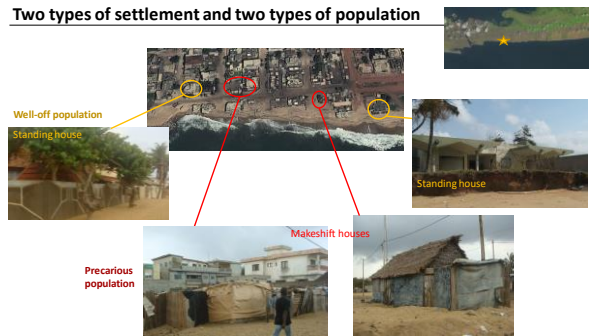 Two types of settlement and two types of population
Well-off population
Standing house
Standing house
Makeshift houses
Precarious
population